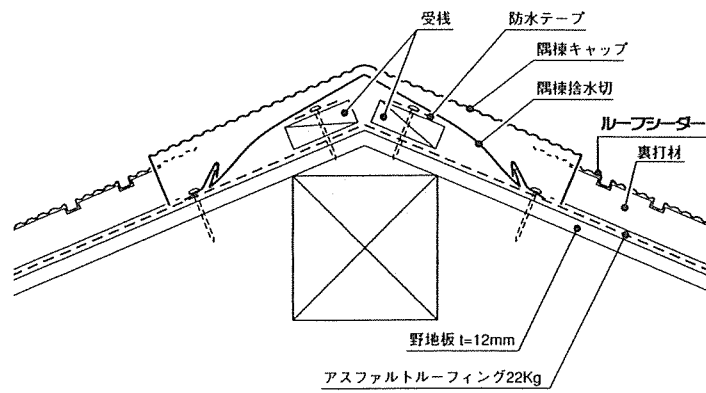 受桟
防水テープ
隅棟キャップ
隅棟捨水切
ルーフシーダー
裏打材
野地板 t=12mm
アスファルトルーフィング22Kg